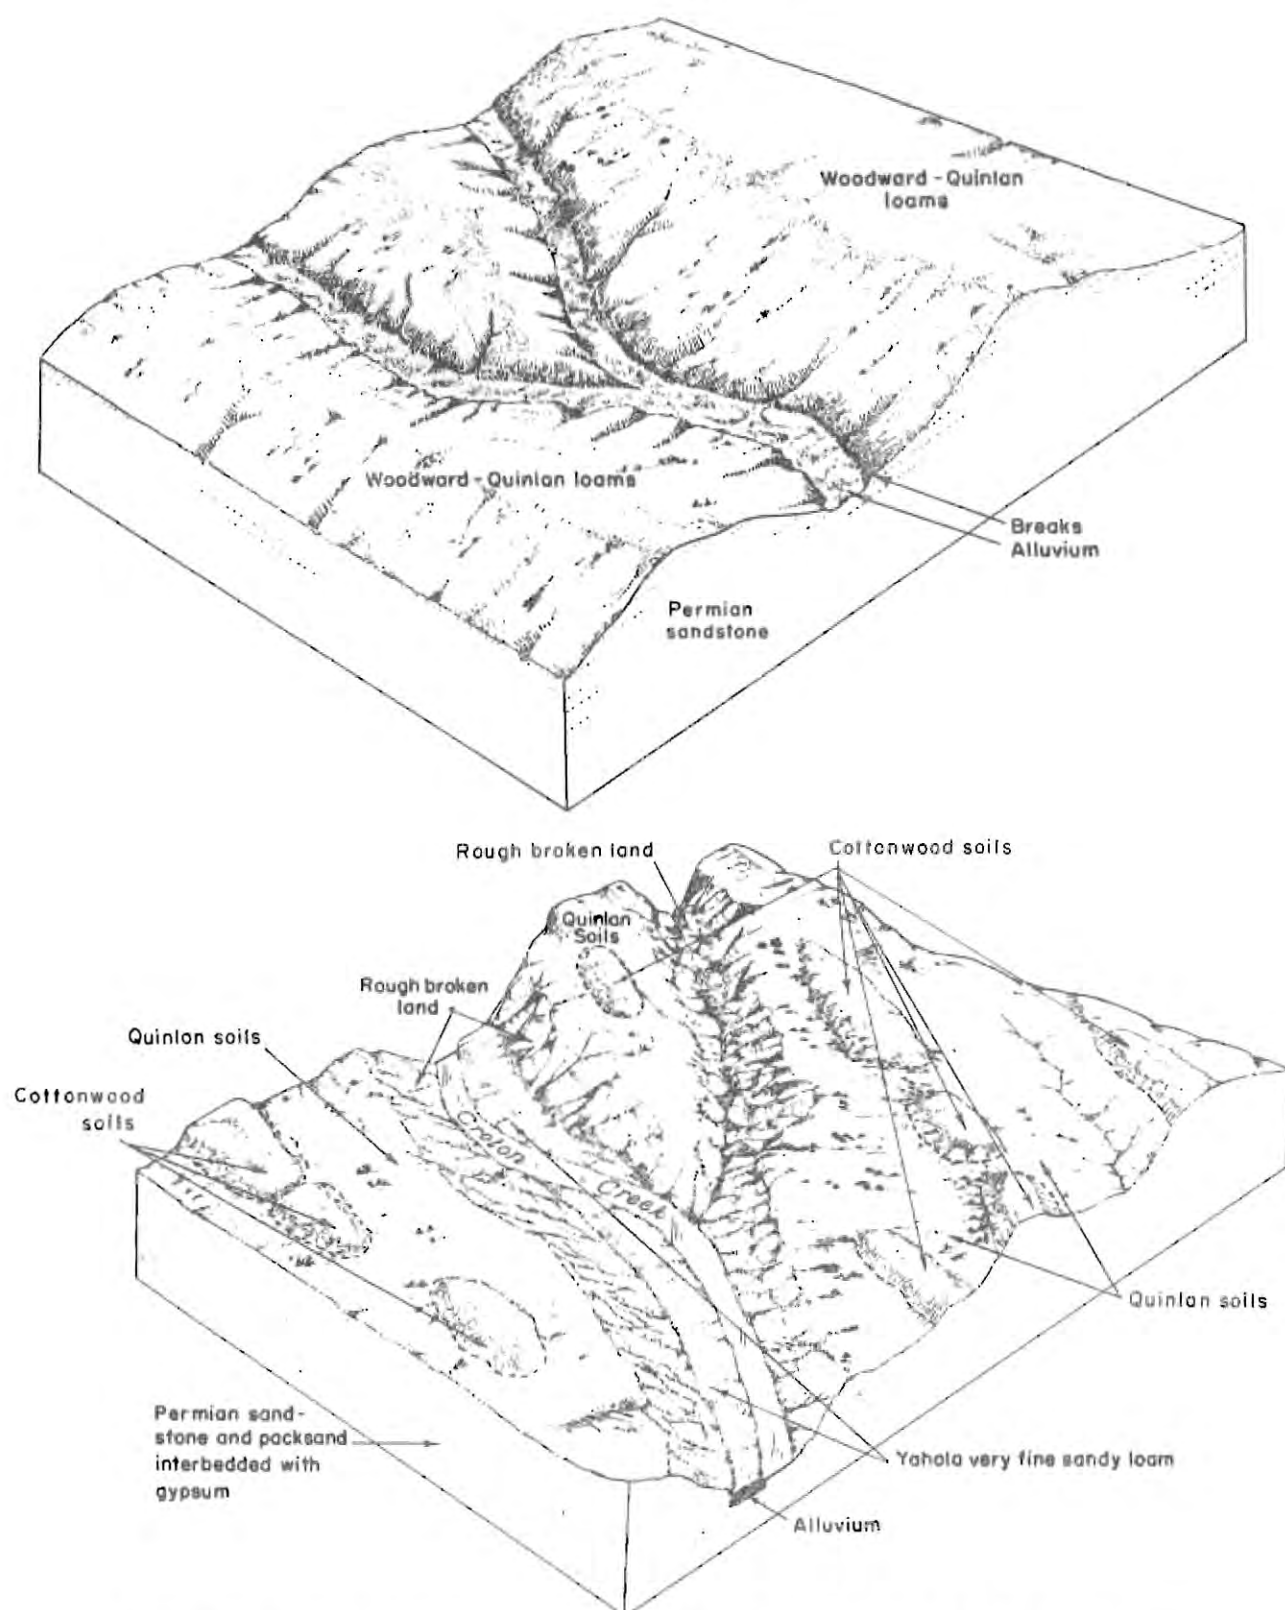 Woodward - Quinlan
loams
Woodward - Quinlan loams
Breaks
Alluvium
Permian
sandstone
Rough broken land
Cottonwood soils
Quinlan
Soils
Rough broken
land
Quinlan soils
Cottonwood
soils
Croton
Creek
Quinlan soils
Permian sand-
stone and packsand
interbedded with
gypsum
Yahola very fine sandy loam
Alluvium